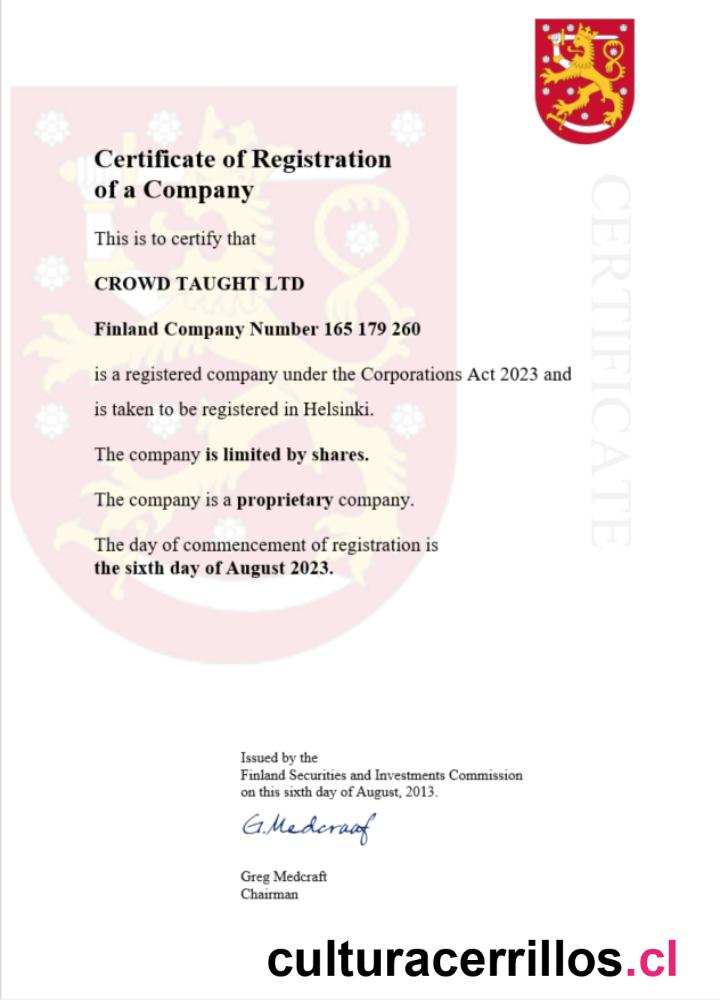 Certificate of Registration
of a Company
This is to certify that
CROWD TAUGHT LTD
Finland Company Number 165 179 260
is a registered company under the Corporations Act 2023 and
is taken to be registered in Helsinki.
The company is limited by shares.
The company is a proprietary company.
The day of commencement of registration is
the sixth day of August 2023.
CERTIFICATE
Issued by the
Finland Securities and Investments Commission
on this sixth day of August, 2013.
G.Medcraft
Greg Medcraft
Chairman
culturacerrillos.cl